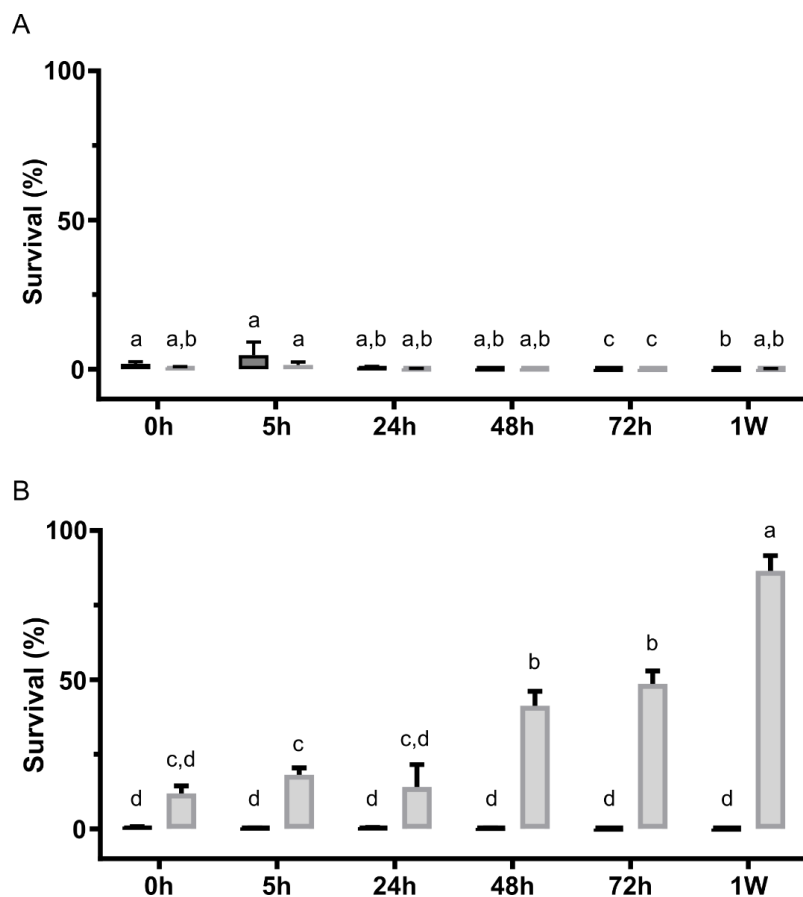 A
100
Survival (%)
50
0
a a,b a a a,b a,b a,b a,b c c b a,b
0h 5h 24h 48h 72h 1W
B
100
Survival (%)
50
0
d c,d d c d c,d d b d b d a
0h 5h 24h 48h 72h 1W